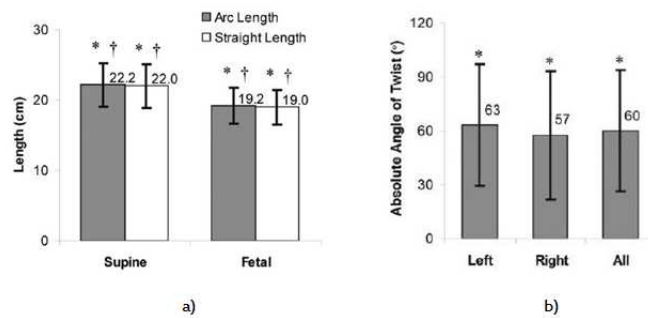 Arc Length
Straight Length
Length (cm)
30
20
10
0
* † * †
22.2 22.0
* † * †
19.2 19.0
Supine Fetal
a)
Absolute Angle of Twist (°)
120
90
60
30
0
* * *
63 57 60
Left Right All
b)